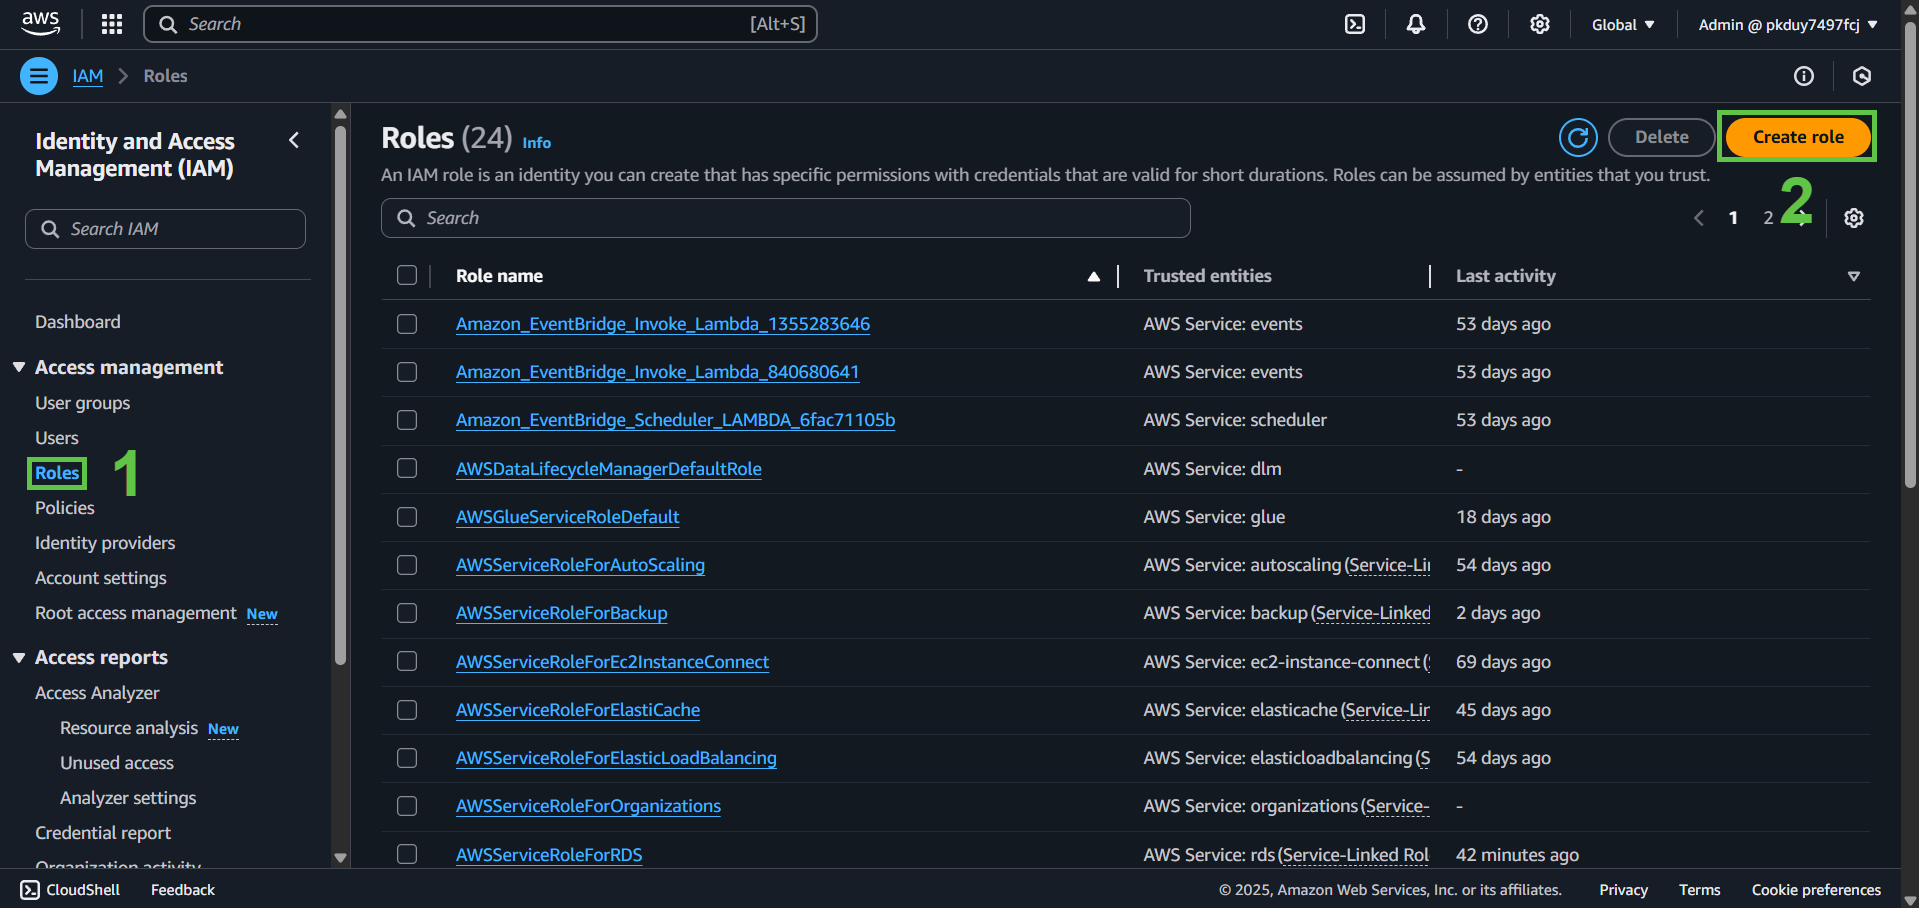 aws
Search [Alt+S]
Global
Admin @ pkduy7497fcj
IAM > Roles
Identity and Access
Management (IAM)
Search IAM
Dashboard
Access management
User groups
Users
Roles
1
Policies
Identity providers
Account settings
Root access management New
Access reports
Access Analyzer
Resource analysis New
Unused access
Analyzer settings
Credential report
Organization activity
Roles (24) Info
Delete
Create role
An IAM role is an identity you can create that has specific permissions with credentials that are valid for short durations. Roles can be assumed by entities that you trust.
2
Search
1 2
Role name Trusted entities Last activity
Amazon_EventBridge_Invoke_Lambda_1355283646 AWS Service: events 53 days ago
Amazon_EventBridge_Invoke_Lambda_840680641 AWS Service: events 53 days ago
Amazon_EventBridge_Scheduler_LAMBDA_6fac71105b AWS Service: scheduler 53 days ago
AWSDataLifecycleManagerDefaultRole AWS Service: dlm -
AWSGlueServiceRoleDefault AWS Service: glue 18 days ago
AWSServiceRoleForAutoScaling AWS Service: autoscaling (Service-Li 54 days ago
AWSServiceRoleForBackup AWS Service: backup (Service-Linked 2 days ago
AWSServiceRoleForEc2InstanceConnect AWS Service: ec2-instance-connect (S 69 days ago
AWSServiceRoleForElastiCache AWS Service: elasticache (Service-Lin 45 days ago
AWSServiceRoleForElasticLoadBalancing AWS Service: elasticloadbalancing (S 54 days ago
AWSServiceRoleForOrganizations AWS Service: organizations (Service- -
AWSServiceRoleForRDS AWS Service: rds (Service-Linked Rol 42 minutes ago
CloudShell Feedback © 2025, Amazon Web Services, Inc. or its affiliates. Privacy Terms Cookie preferences